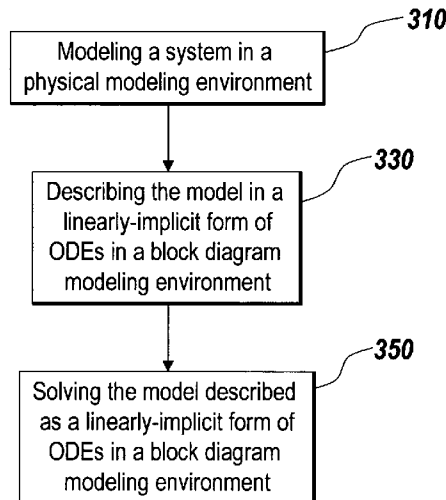 310
Modeling a system in a
physical modeling environment
330
Describing the model in a
linearly-implicit form of
ODEs in a block diagram
modeling environment
350
Solving the model described
as a linearly-implicit form of
ODEs in a block diagram
modeling environment